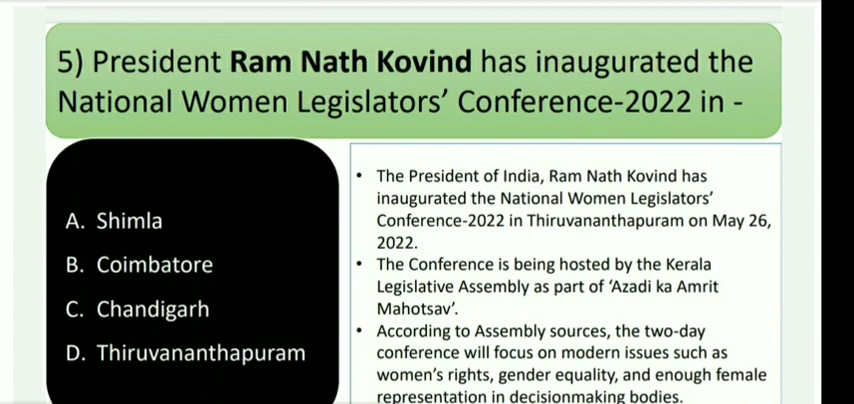 5) President Ram Nath Kovind has inaugurated the
National Women Legislators’ Conference-2022 in -
A. Shimla
B. Coimbatore
C. Chandigarh
D. Thiruvananthapuram
• The President of India, Ram Nath Kovind has
inaugurated the National Women Legislators’
Conference-2022 in Thiruvananthapuram on May 26,
2022.
• The Conference is being hosted by the Kerala
Legislative Assembly as part of ‘Azadi ka Amrit
Mahotsav’.
• According to Assembly sources, the two-day
conference will focus on modern issues such as
women’s rights, gender equality, and enough female
representation in decisionmaking bodies.